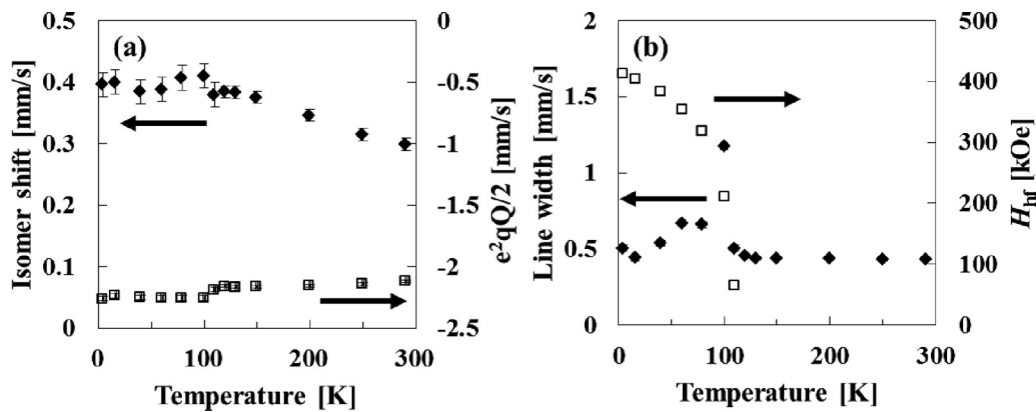 (a)
Isomer shift [mm/s]
0.5
0.4
0.3
0.2
0.1
0
0
-0.5
-1
-1.5
-2
-2.5
e²qQ/2 [mm/s]
0 100 200 300
Temperature [K]
(b)
Line width [mm/s]
2
1.5
1
0.5
0
500
400
300
200
100
0
Hhf [kOe]
0 100 200 300
Temperature [K]